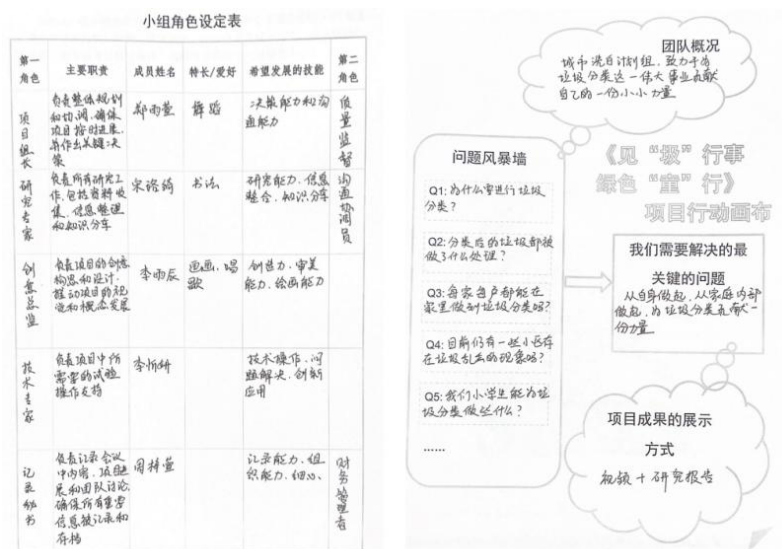 小组角色设定表
第一角色
主要职责
成员姓名
特长/爱好
希望发展的技能
第二角色
项目组长
负责整体规划
和协调，确保
项目按时进展，
并作出关键决
策
郑雨萱
舞蹈
决策能力和沟
通能力
质量监督
研究专家
负责所有研究工
作，包括资料收
集、信息整理
和知识分享
宋洛绮
书法
研究能力、信息
整合、知识分享
沟通协调员
创意总监
负责项目的创意
构思和设计，
推动项目的视
觉和概念发展
李雨辰
画画、唱
歌
创造力、审美
能力、绘画能力
技术专家
负责项目中所
需要的试验
操作支持
李忻妍
技术操作、问
题解决、创新
应用
记录秘书
负责记录会议
中内容，项目进
展和团队讨论，
确保所有重要
信息被记录和
存档
周梓萱
记录能力、组
织能力、细心
财务管理者
团队概况
城市洗白计划组，致力于为
垃圾分类这一伟大事业贡献
自己的一份小小力量
《见“圾”行事
绿色“童”行》
项目行动画布
问题风暴墙
Q1: 为什么要进行垃圾
分类？
Q2: 分类后的垃圾都被
做了什么处理？
Q3: 每家每户都能在
家里做到垃圾分类吗？
Q4: 目前仍有一些小区存
在垃圾乱丢的现象吗？
Q5: 我们小学生能为垃
圾分类做些什么？
……
我们需要解决的最
关键的问题
从自身做起，从家庭内部
做起，为垃圾分类贡献一
份力量
项目成果的展示
方式
视频+研究报告